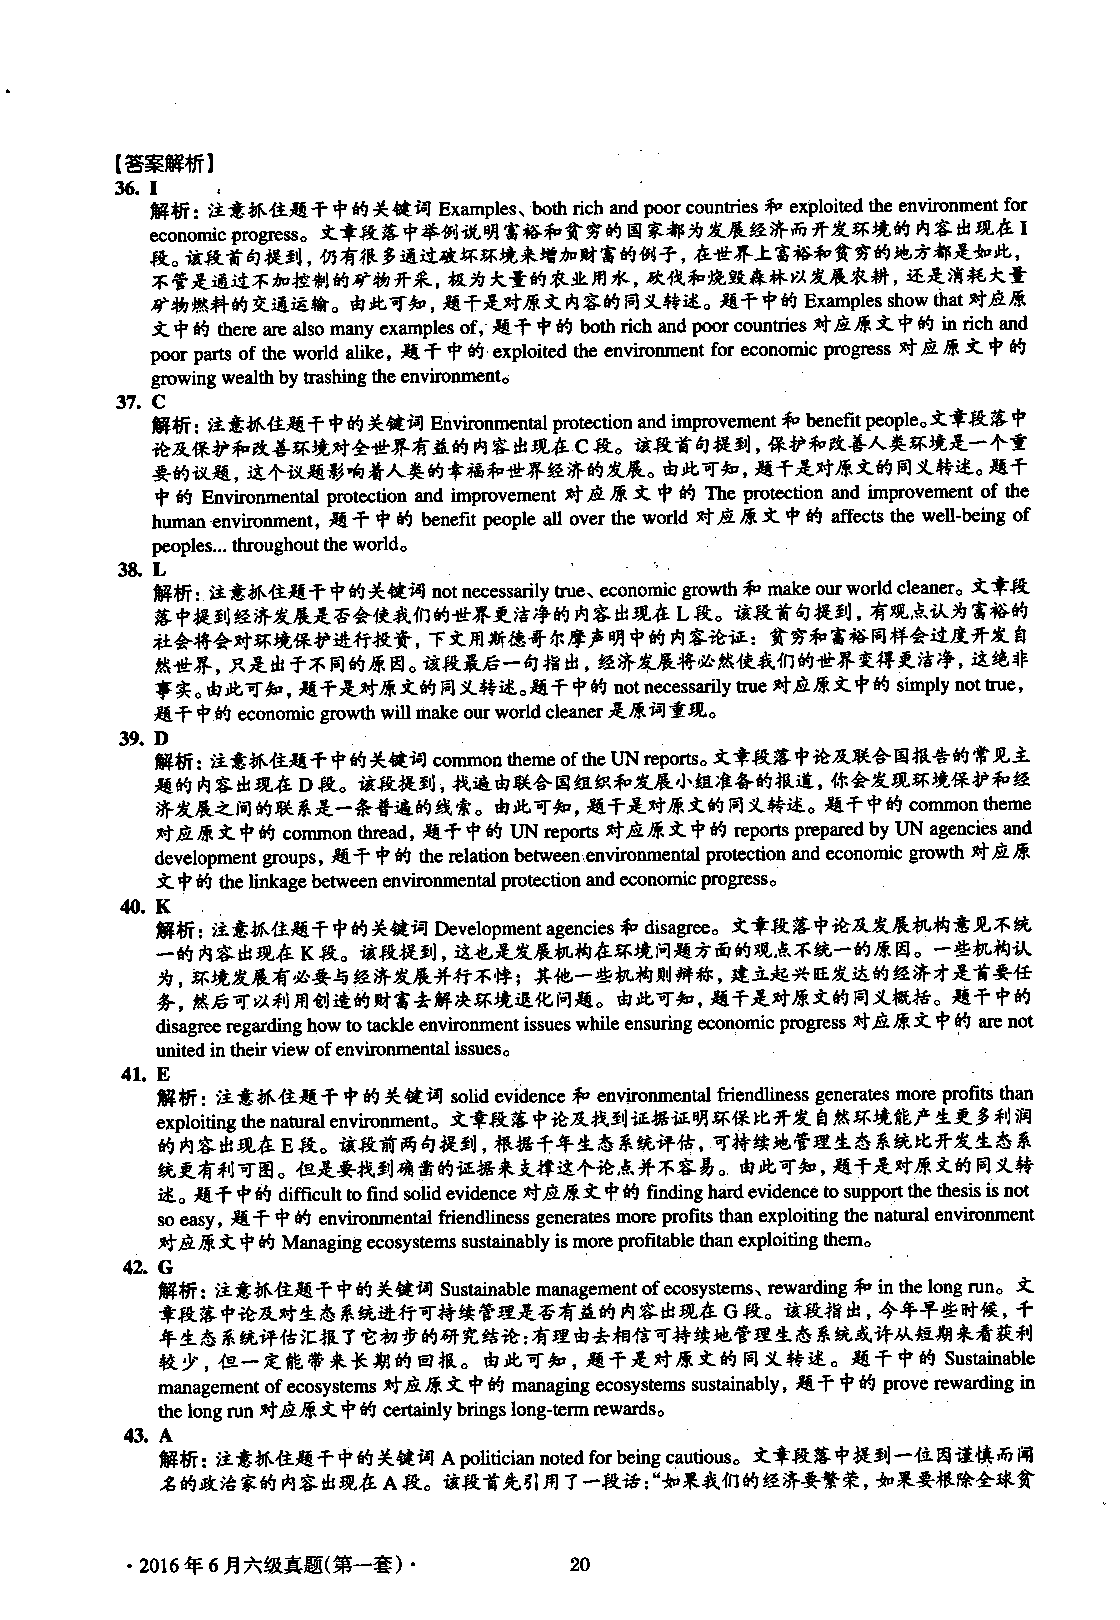 【答案解析】
36. I
解析：注意抓住题干中的关键词 Examples、both rich and poor countries 和 exploited the environment for
economic progress。文章段落中举例说明富裕和贫穷的国家都为发展经济而开发环境的内容出现在 I
段。该段首句提到，仍有很多通过破坏环境来增加财富的例子，在世界上富裕和贫穷的地方都是如此，
不管是通过不加控制的矿物开采，极为大量的农业用水，砍伐和烧毁森林以发展农耕，还是消耗大量
矿物燃料的交通运输。由此可知，题干是对原文内容的同义转述。题干中的 Examples show that 对应原
文中的 there are also many examples of，题干中的 both rich and poor countries 对应原文中的 in rich and
poor parts of the world alike，题干中的 exploited the environment for economic progress 对应原文中的
growing wealth by trashing the environment。
37. C
解析：注意抓住题干中的关键词 Environmental protection and improvement 和 benefit people。文章段落中
论及保护和改善环境对全世界有益的内容出现在 C 段。该段首句提到，保护和改善人类环境是一个重
要的议题，这个议题影响着人类的幸福和世界经济的发展。由此可知，题干是对原文的同义转述。题干
中的 Environmental protection and improvement 对应原文中的 The protection and improvement of the
human environment，题干中的 benefit people all over the world 对应原文中的 affects the well-being of
peoples... throughout the world。
38. L
解析：注意抓住题干中的关键词 not necessarily true、economic growth 和 make our world cleaner。文章段
落中提到经济发展是否会使我们的世界更洁净的内容出现在 L 段。该段首句提到，有观点认为富裕的
社会将会对环境保护进行投资，下文用斯德哥尔摩声明中的内容论证：贫穷和富裕同样会过度开发自
然世界，只是出于不同的原因。该段最后一句指出，经济发展将必然使我们的世界变得更洁净，这绝非
事实。由此可知，题干是对原文的同义转述。题干中的 not necessarily true 对应原文中的 simply not true，
题干中的 economic growth will make our world cleaner 是原词重现。
39. D
解析：注意抓住题干中的关键词 common theme of the UN reports。文章段落中论及联合国报告的常见主
题的内容出现在 D 段。该段提到，找遍由联合国组织和发展小组准备的报道，你会发现环境保护和经
济发展之间的联系是一条普遍的线索。由此可知，题干是对原文的同义转述。题干中的 common theme
对应原文中的 common thread，题干中的 UN reports 对应原文中的 reports prepared by UN agencies and
development groups，题干中的 the relation between environmental protection and economic growth 对应原
文中的 the linkage between environmental protection and economic progress。
40. K
解析：注意抓住题干中的关键词 Development agencies 和 disagree。文章段落中论及发展机构意见不统
一的内容出现在 K 段。该段提到，这也是发展机构在环境问题方面的观点不统一的原因。一些机构认
为，环境发展有必要与经济发展并行不悖；其他一些机构则辩称，建立起兴旺发达的经济才是首要任
务，然后可以利用创造的财富去解决环境退化问题。由此可知，题干是对原文的同义概括。题干中的
disagree regarding how to tackle environment issues while ensuring economic progress 对应原文中的 are not
united in their view of environmental issues。
41. E
解析：注意抓住题干中的关键词 solid evidence 和 environmental friendliness generates more profits than
exploiting the natural environment。文章段落中论及找到证据证明环保比开发自然环境能产生更多利润
的内容出现在 E 段。该段前两句提到，根据千年生态系统评估，可持续地管理生态系统比开发生态系
统更有利可图。但是要找到确凿的证据来支撑这个论点并不容易。由此可知，题干是对原文的同义转
述。题干中的 difficult to find solid evidence 对应原文中的 finding hard evidence to support the thesis is not
so easy，题干中的 environmental friendliness generates more profits than exploiting the natural environment
对应原文中的 Managing ecosystems sustainably is more profitable than exploiting them。
42. G
解析：注意抓住题干中的关键词 Sustainable management of ecosystems、rewarding 和 in the long run。文
章段落中论及对生态系统进行可持续管理是否有益的内容出现在 G 段。该段指出，今年早些时候，千
年生态系统评估汇报了它初步的研究结论：有理由去相信可持续地管理生态系统或许从短期来看获利
较少，但一定能带来长期的回报。由此可知，题干是对原文的同义转述。题干中的 Sustainable
management of ecosystems 对应原文中的 managing ecosystems sustainably，题干中的 prove rewarding in
the long run 对应原文中的 certainly brings long-term rewards。
43. A
解析：注意抓住题干中的关键词 A politician noted for being cautious。文章段落中提到一位因谨慎而闻
名的政治家的内容出现在 A 段。该段首先引用了一段话：“如果我们的经济要繁荣，如果要根除全球贫
·2016 年 6 月六级真题(第一套)·
20